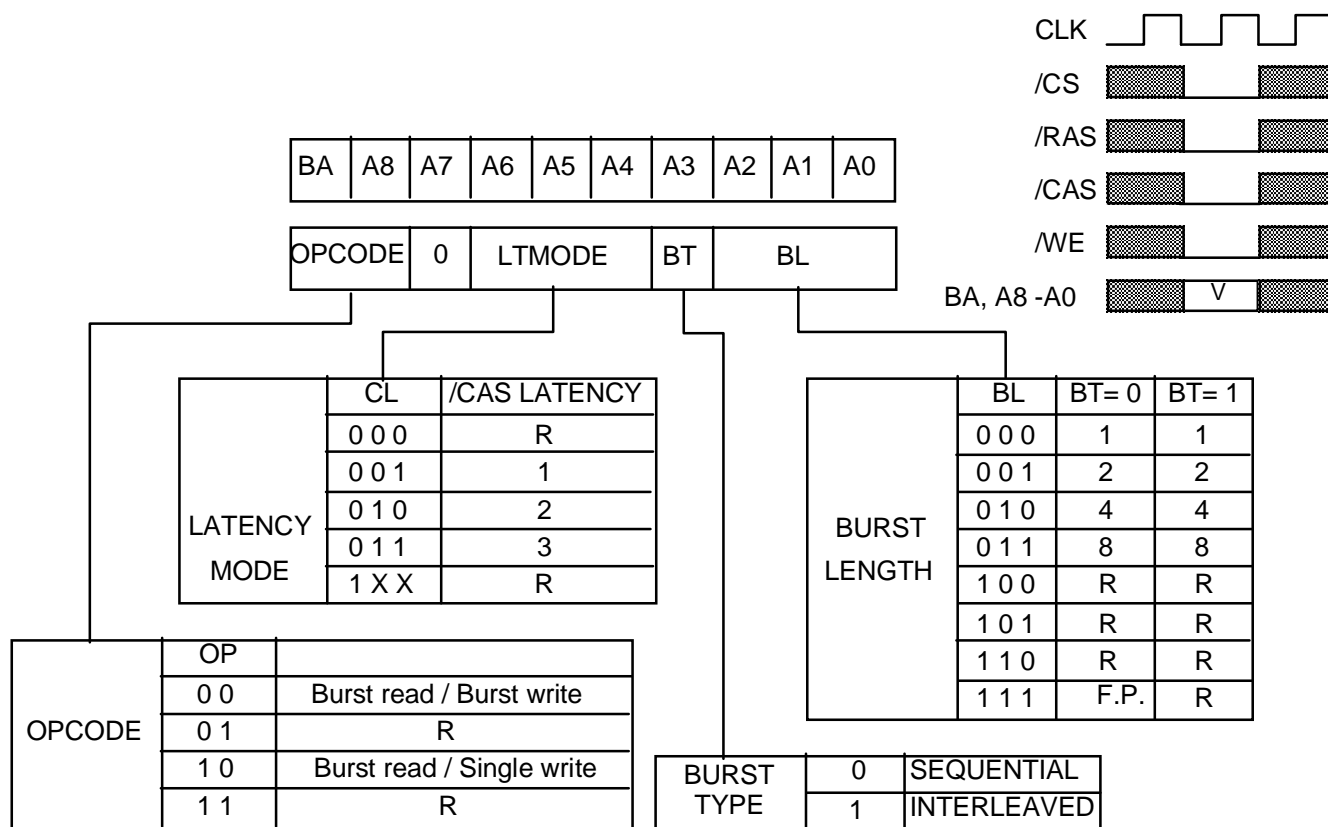 CLK
/CS
/RAS
/CAS
/WE
BA, A8 -A0 V
BA A8 A7 A6 A5 A4 A3 A2 A1 A0
OPCODE 0 LTMODE BT BL
LATENCY
MODE
CL /CAS LATENCY
0 0 0 R
0 0 1 1
0 1 0 2
0 1 1 3
1 X X R
BURST
LENGTH
BL BT= 0 BT= 1
0 0 0 1 1
0 0 1 2 2
0 1 0 4 4
0 1 1 8 8
1 0 0 R R
1 0 1 R R
1 1 0 R R
1 1 1 F.P. R
OPCODE
OP
0 0 Burst read / Burst write
0 1 R
1 0 Burst read / Single write
1 1 R
BURST
TYPE
0 SEQUENTIAL
1 INTERLEAVED